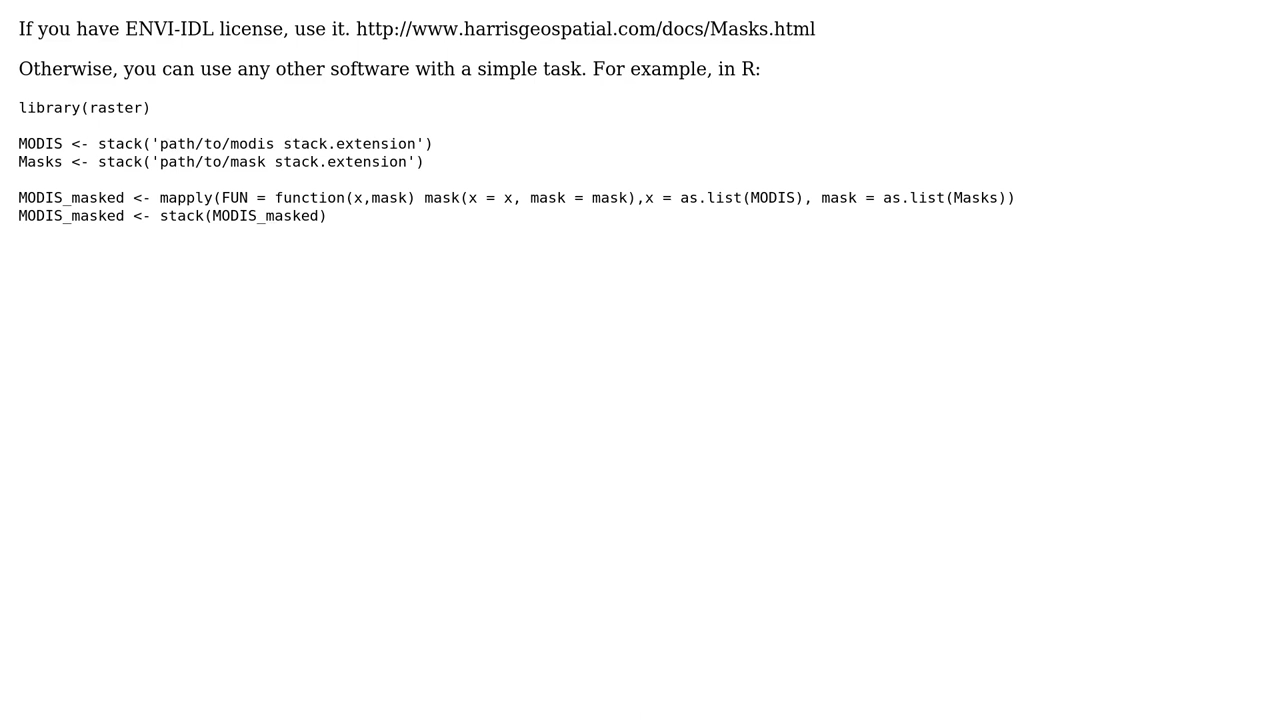 If you have ENVI-IDL license, use it. http://www.harrisgeospatial.com/docs/Masks.html
Otherwise, you can use any other software with a simple task. For example, in R:
library(raster)
MODIS <- stack('path/to/modis stack.extension')
Masks <- stack('path/to/mask stack.extension')
MODIS_masked <- mapply(FUN = function(x,mask) mask(x = x, mask = mask),x = as.list(MODIS), mask = as.list(Masks))
MODIS_masked <- stack(MODIS_masked)